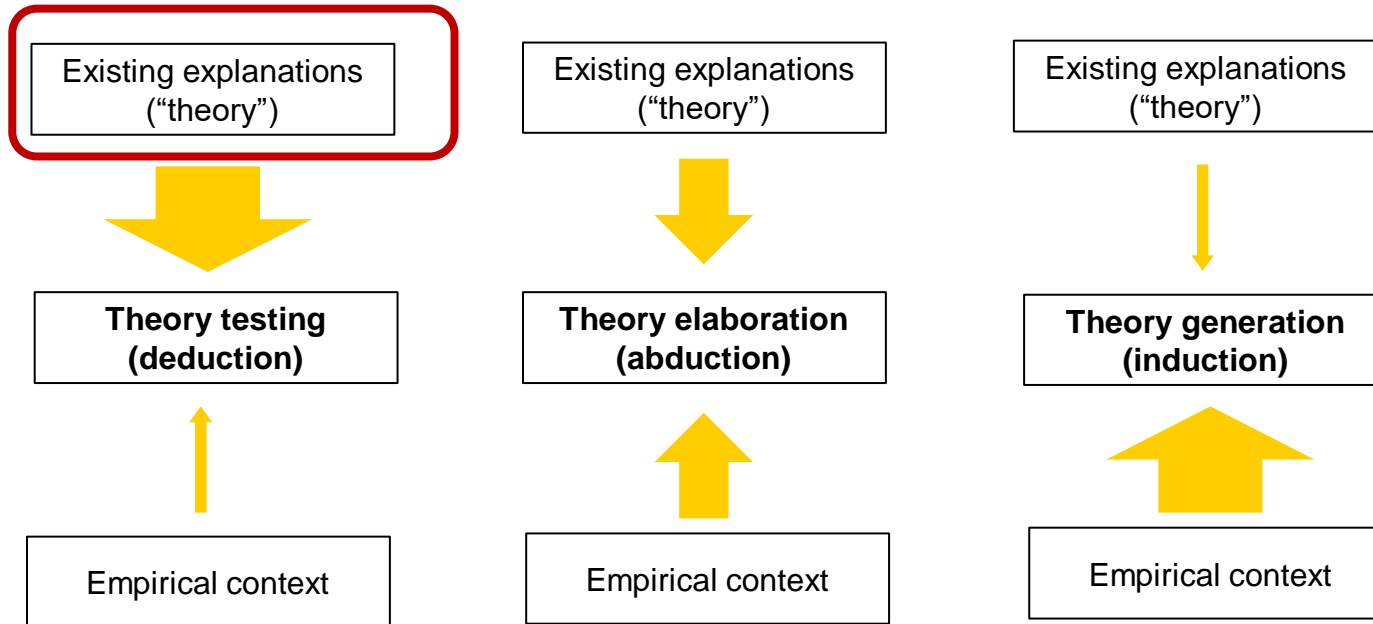 Existing explanations
(“theory”)
Existing explanations
(“theory”)
Existing explanations
(“theory”)
Theory testing
(deduction)
Theory elaboration
(abduction)
Theory generation
(induction)
Empirical context
Empirical context
Empirical context